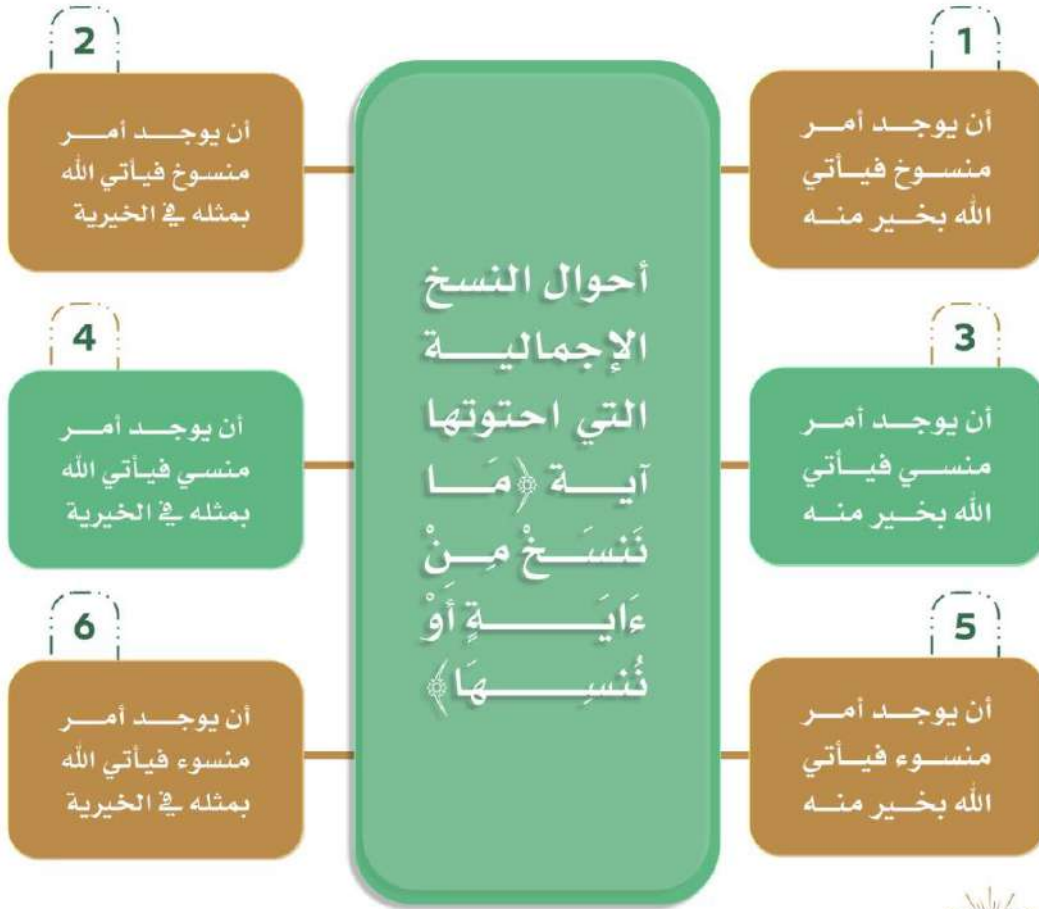 أحوال النسخ
الإجمالية
التي احتوتها
آية ﴿مَا
نَنسَخْ مِنْ
ءَايَةٍ أَوْ
نُنسِهَا﴾
1
أن يوجد أمر
منسوخ فيأتي
الله بخير منه
2
أن يوجد أمر
منسوخ فيأتي الله
بمثله في الخيرية
3
أن يوجد أمر
منسي فيأتي
الله بخير منه
4
أن يوجد أمر
منسي فيأتي الله
بمثله في الخيرية
5
أن يوجد أمر
منسوء فيأتي
الله بخير منه
6
أن يوجد أمر
منسوء فيأتي الله
بمثله في الخيرية